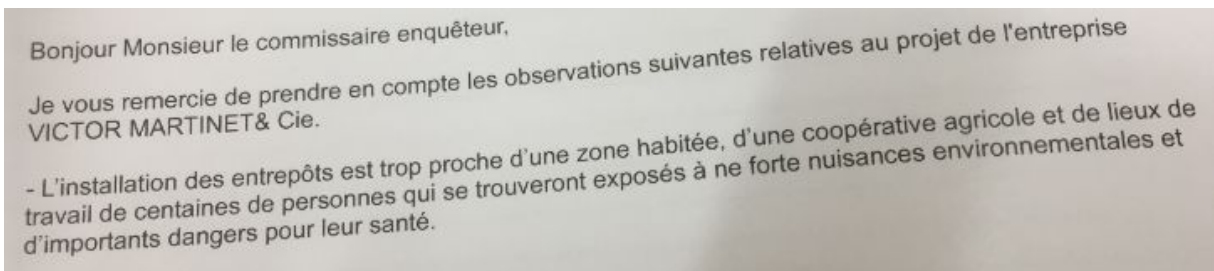 Bonjour Monsieur le commissaire enquêteur,
Je vous remercie de prendre en compte les observations suivantes relatives au projet de l'entreprise
VICTOR MARTINET& Cie.
- L'installation des entrepôts est trop proche d'une zone habitée, d'une coopérative agricole et de lieux de
travail de centaines de personnes qui se trouveront exposés à ne forte nuisances environnementales et
d'importants dangers pour leur santé.